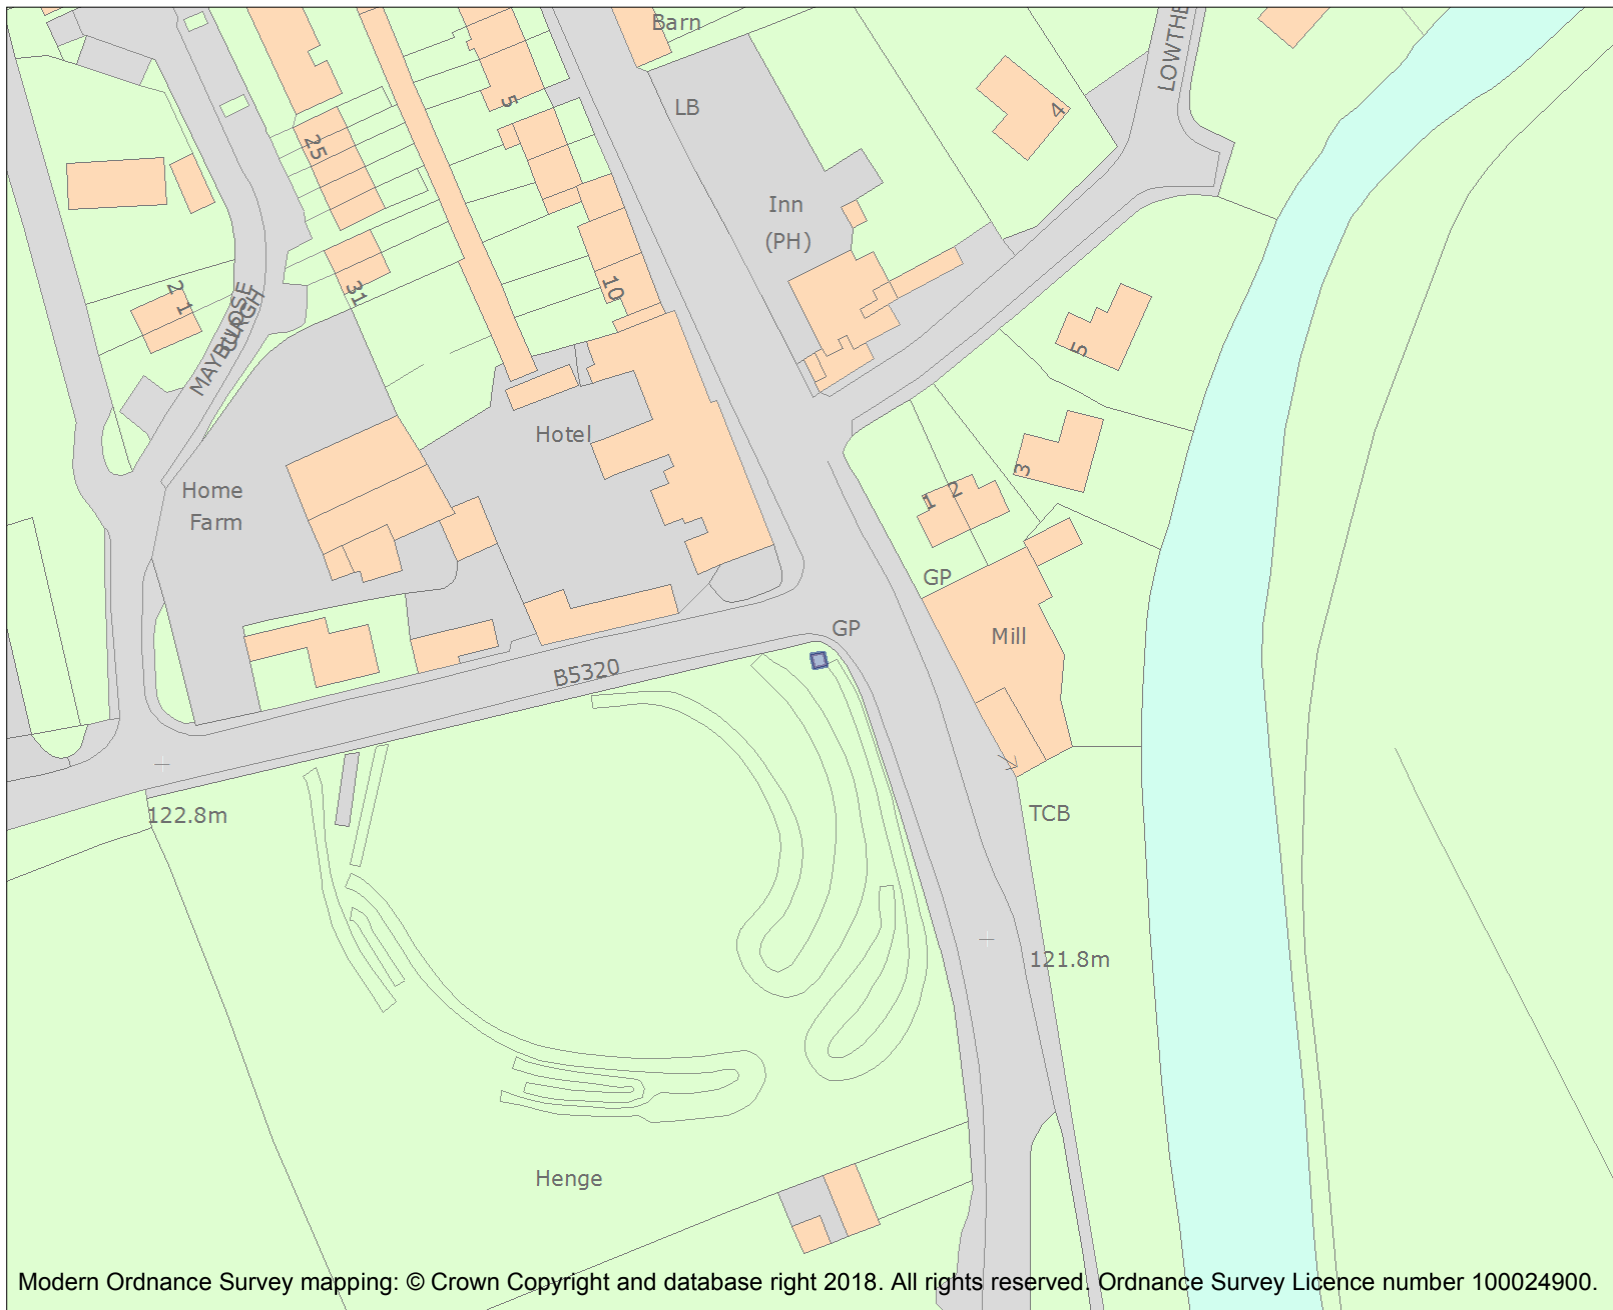 Barn
LOWTHE
5
LB
4
25
Inn
(PH)
2
1
31
10
MAYBURGH
CLOSE
5
Hotel
3
Home
Farm
1
2
GP
GP
Mill
B5320
122.8m
TCB
121.8m
Henge
Modern Ordnance Survey mapping: © Crown Copyright and database right 2018. All rights reserved. Ordnance Survey Licence number 100024900.